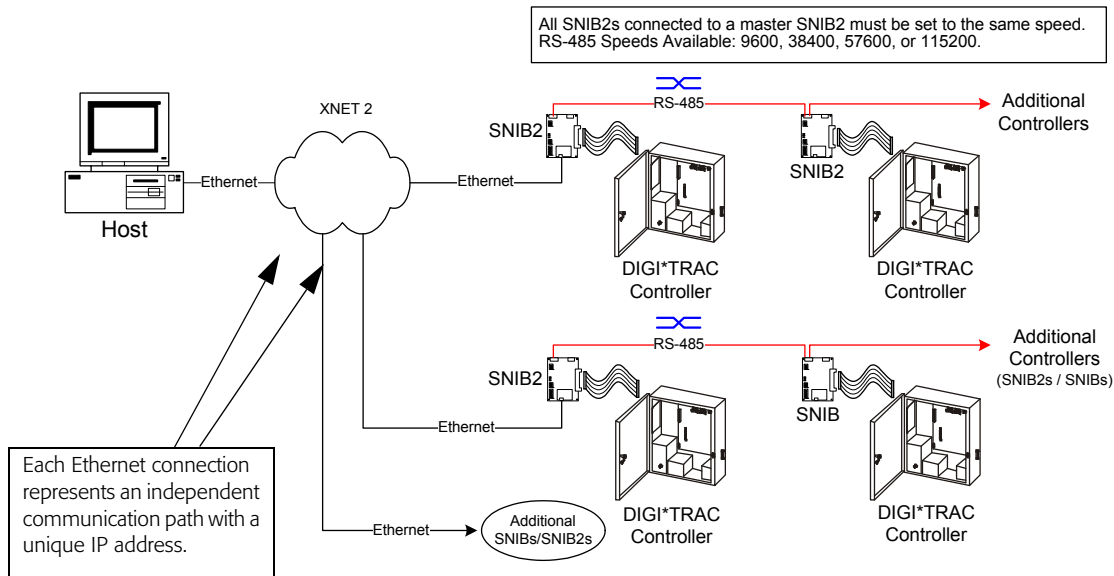 All SNIB2s connected to a master SNIB2 must be set to the same speed.
RS-485 Speeds Available: 9600, 38400, 57600, or 115200.
XNET 2
SNIB2
RS-485
SNIB2
Additional
Controllers
Ethernet
Ethernet
Host
DIGI*TRAC
Controller
DIGI*TRAC
Controller
RS-485
Additional
Controllers
(SNIB2s / SNIBs)
SNIB2
SNIB
Ethernet
Each Ethernet connection
represents an independent
communication path with a
unique IP address.
Ethernet
Additional
SNIBs/SNIB2s
DIGI*TRAC
Controller
DIGI*TRAC
Controller